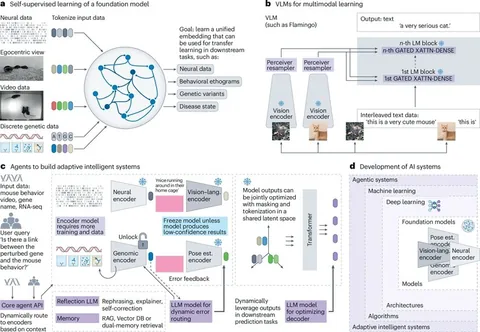 a Self-supervised learning of a foundation model
Neural data
Tokenize input data
Egocentric view
Video data
Discrete genetic data
A T G C
Goal: learn a unified
embedding that can
be used for transfer
learning in
downstream
tasks, such as:
Neural data
Behavioral ethograms
Genetic variants
Disease state
b VLMs for multimodal learning
VLM
(such as Flamingo)
Output: text
'a very serious cat.'
n-th LM block
n-th GATED XATTN-DENSE
1st LM block
1st GATED XATTN-DENSE
Perceiver
resampler
Perceiver
resampler
Vision
encoder
Vision
encoder
Interleaved text data:
'this is a very cute mouse'
'this is'
c Agents to build adaptive intelligent systems
Input data:
mouse behavior
video, gene
panel, RNA-seq
User query
'Is there a link
between the
perturbed gene
and the mouse
behavior?'
Core agent API
Dynamically route to
encoders based on context
Neural
encoder
Encoder model
requires more
training and data
Unlock
Genomic
encoder
'mice running
around in their
home cage'
Vision–lang.
encoder
Freeze model unless
model produces
low-confidence results
Pose est.
encoder
Error feedback
Reflection LLM
Rephrasing, explainer,
self-correction
Memory
RAG, Vector DB or
dual-memory retrieval
LLM model for
dynamic error
routing
Model outputs can
be jointly optimized
with masking and
tokenization in a
shared latent space
Transformer
Dynamically
leverage outputs
in downstream
prediction tasks
LLM model for
optimizing decoder
d Development of AI systems
Agentic systems
Machine learning
Deep learning
Foundation models
Pose est.
encoder
Vision–lang.
encoder
Neural
encoder
Models
Architectures
Algorithms
Adaptive intelligent systems